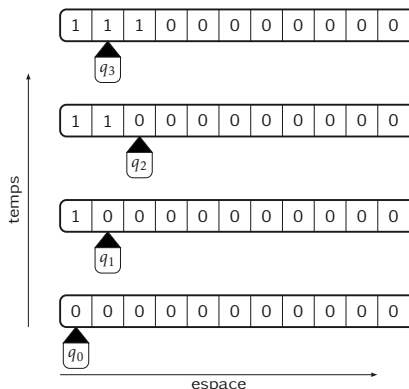 1 1 1 0 0 0 0 0 0 0 0
q3
1 1 0 0 0 0 0 0 0 0 0
q2
temps
1 0 0 0 0 0 0 0 0 0 0
q1
0 0 0 0 0 0 0 0 0 0 0
q0
espace